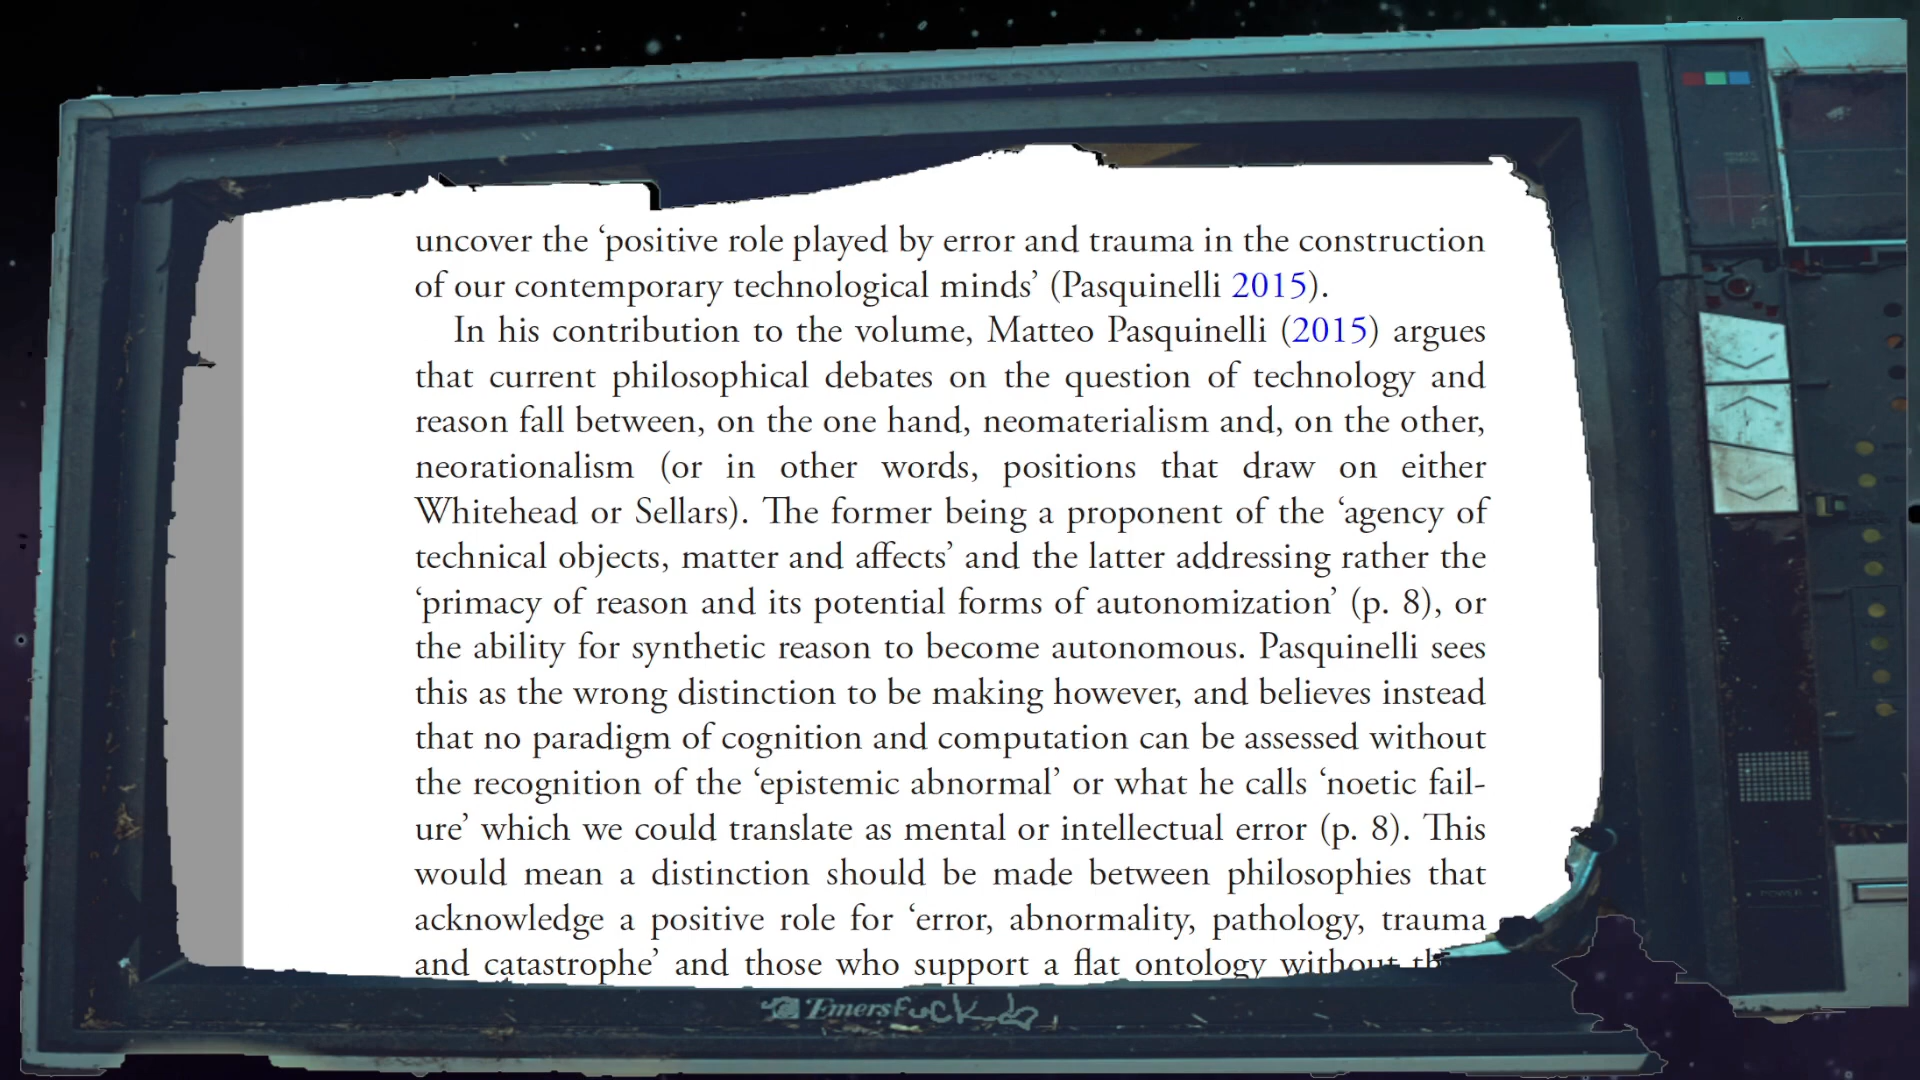 uncover the ‘positive role played by error and trauma in the construction
of our contemporary technological minds’ (Pasquinelli 2015).
In his contribution to the volume, Matteo Pasquinelli (2015) argues
that current philosophical debates on the question of technology and
reason fall between, on the one hand, neomaterialism and, on the other,
neorationalism (or in other words, positions that draw on either
Whitehead or Sellars). The former being a proponent of the ‘agency of
technical objects, matter and affects’ and the latter addressing rather the
‘primacy of reason and its potential forms of autonomization’ (p. 8), or
the ability for synthetic reason to become autonomous. Pasquinelli sees
this as the wrong distinction to be making however, and believes instead
that no paradigm of cognition and computation can be assessed without
the recognition of the ‘epistemic abnormal’ or what he calls ‘noetic fail-
ure’ which we could translate as mental or intellectual error (p. 8). This
would mean a distinction should be made between philosophies that
acknowledge a positive role for ‘error, abnormality, pathology, trauma
and catastrophe’ and those who support a flat ontology without
EmersFuck
POWER